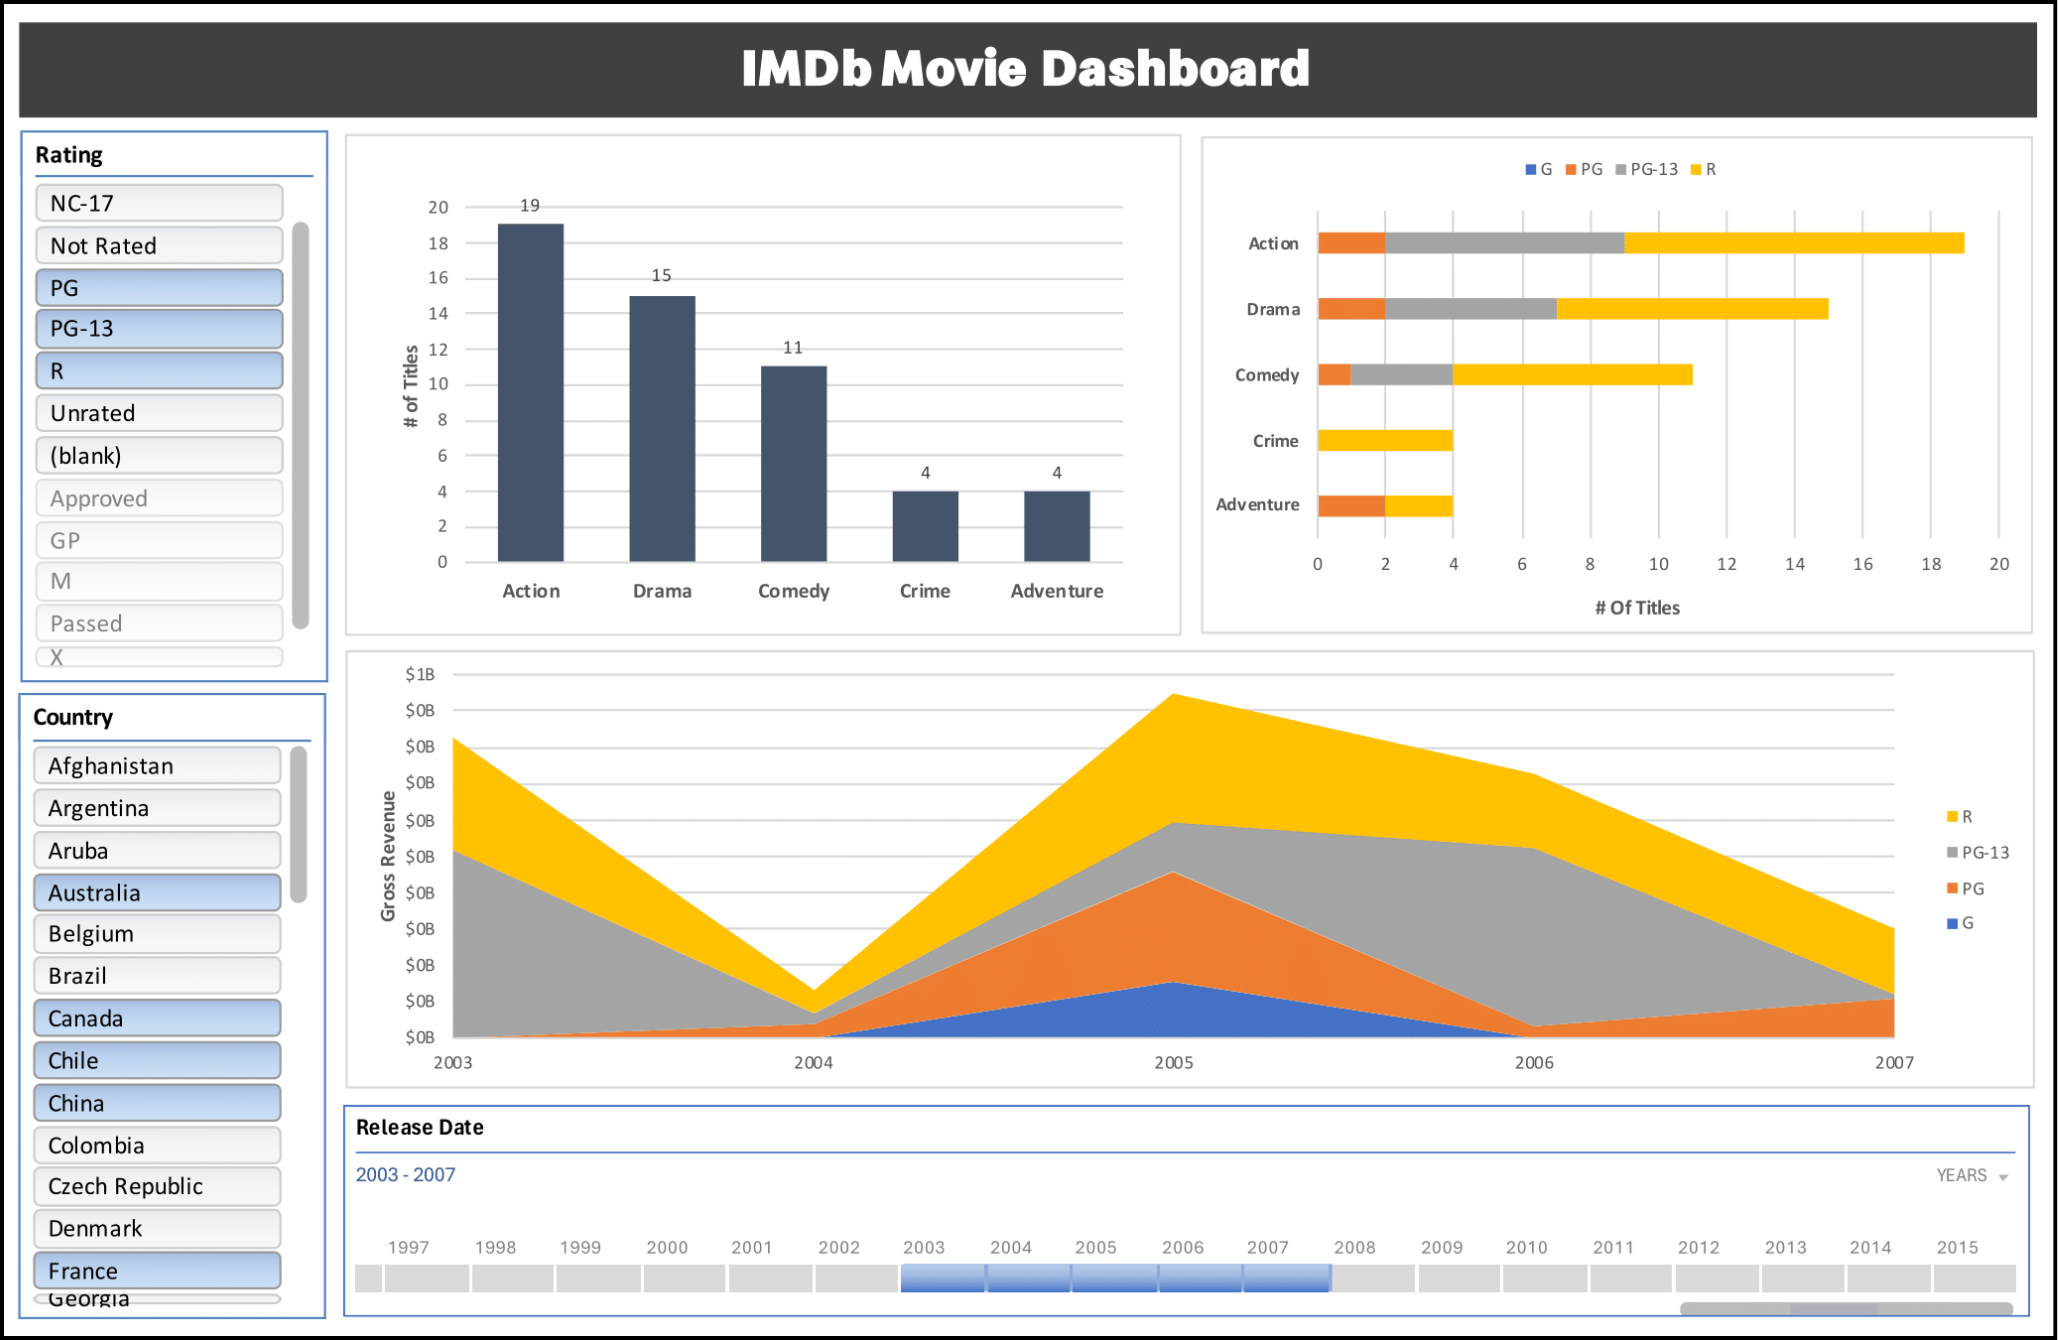 IMDb Movie Dashboard
Rating
NC-17
Not Rated
PG
PG-13
R
Unrated
(blank)
Approved
GP
M
Passed
X
Country
Afghanistan
Argentina
Aruba
Australia
Belgium
Brazil
Canada
Chile
China
Colombia
Czech Republic
Denmark
France
Georgia
# of Titles
20
18
16
14
12
10
8
6
4
2
0
19
15
11
4
4
Action Drama Comedy Crime Adventure
G PG PG-13 R
Action
Drama
Comedy
Crime
Adventure
0 2 4 6 8 10 12 14 16 18 20
# Of Titles
Gross Revenue
$1B
$0B
$0B
$0B
$0B
$0B
$0B
$0B
$0B
$0B
$0B
2003 2004 2005 2006 2007
R
PG-13
PG
G
Release Date
2003 - 2007
YEARS
1997 1998 1999 2000 2001 2002 2003 2004 2005 2006 2007 2008 2009 2010 2011 2012 2013 2014 2015